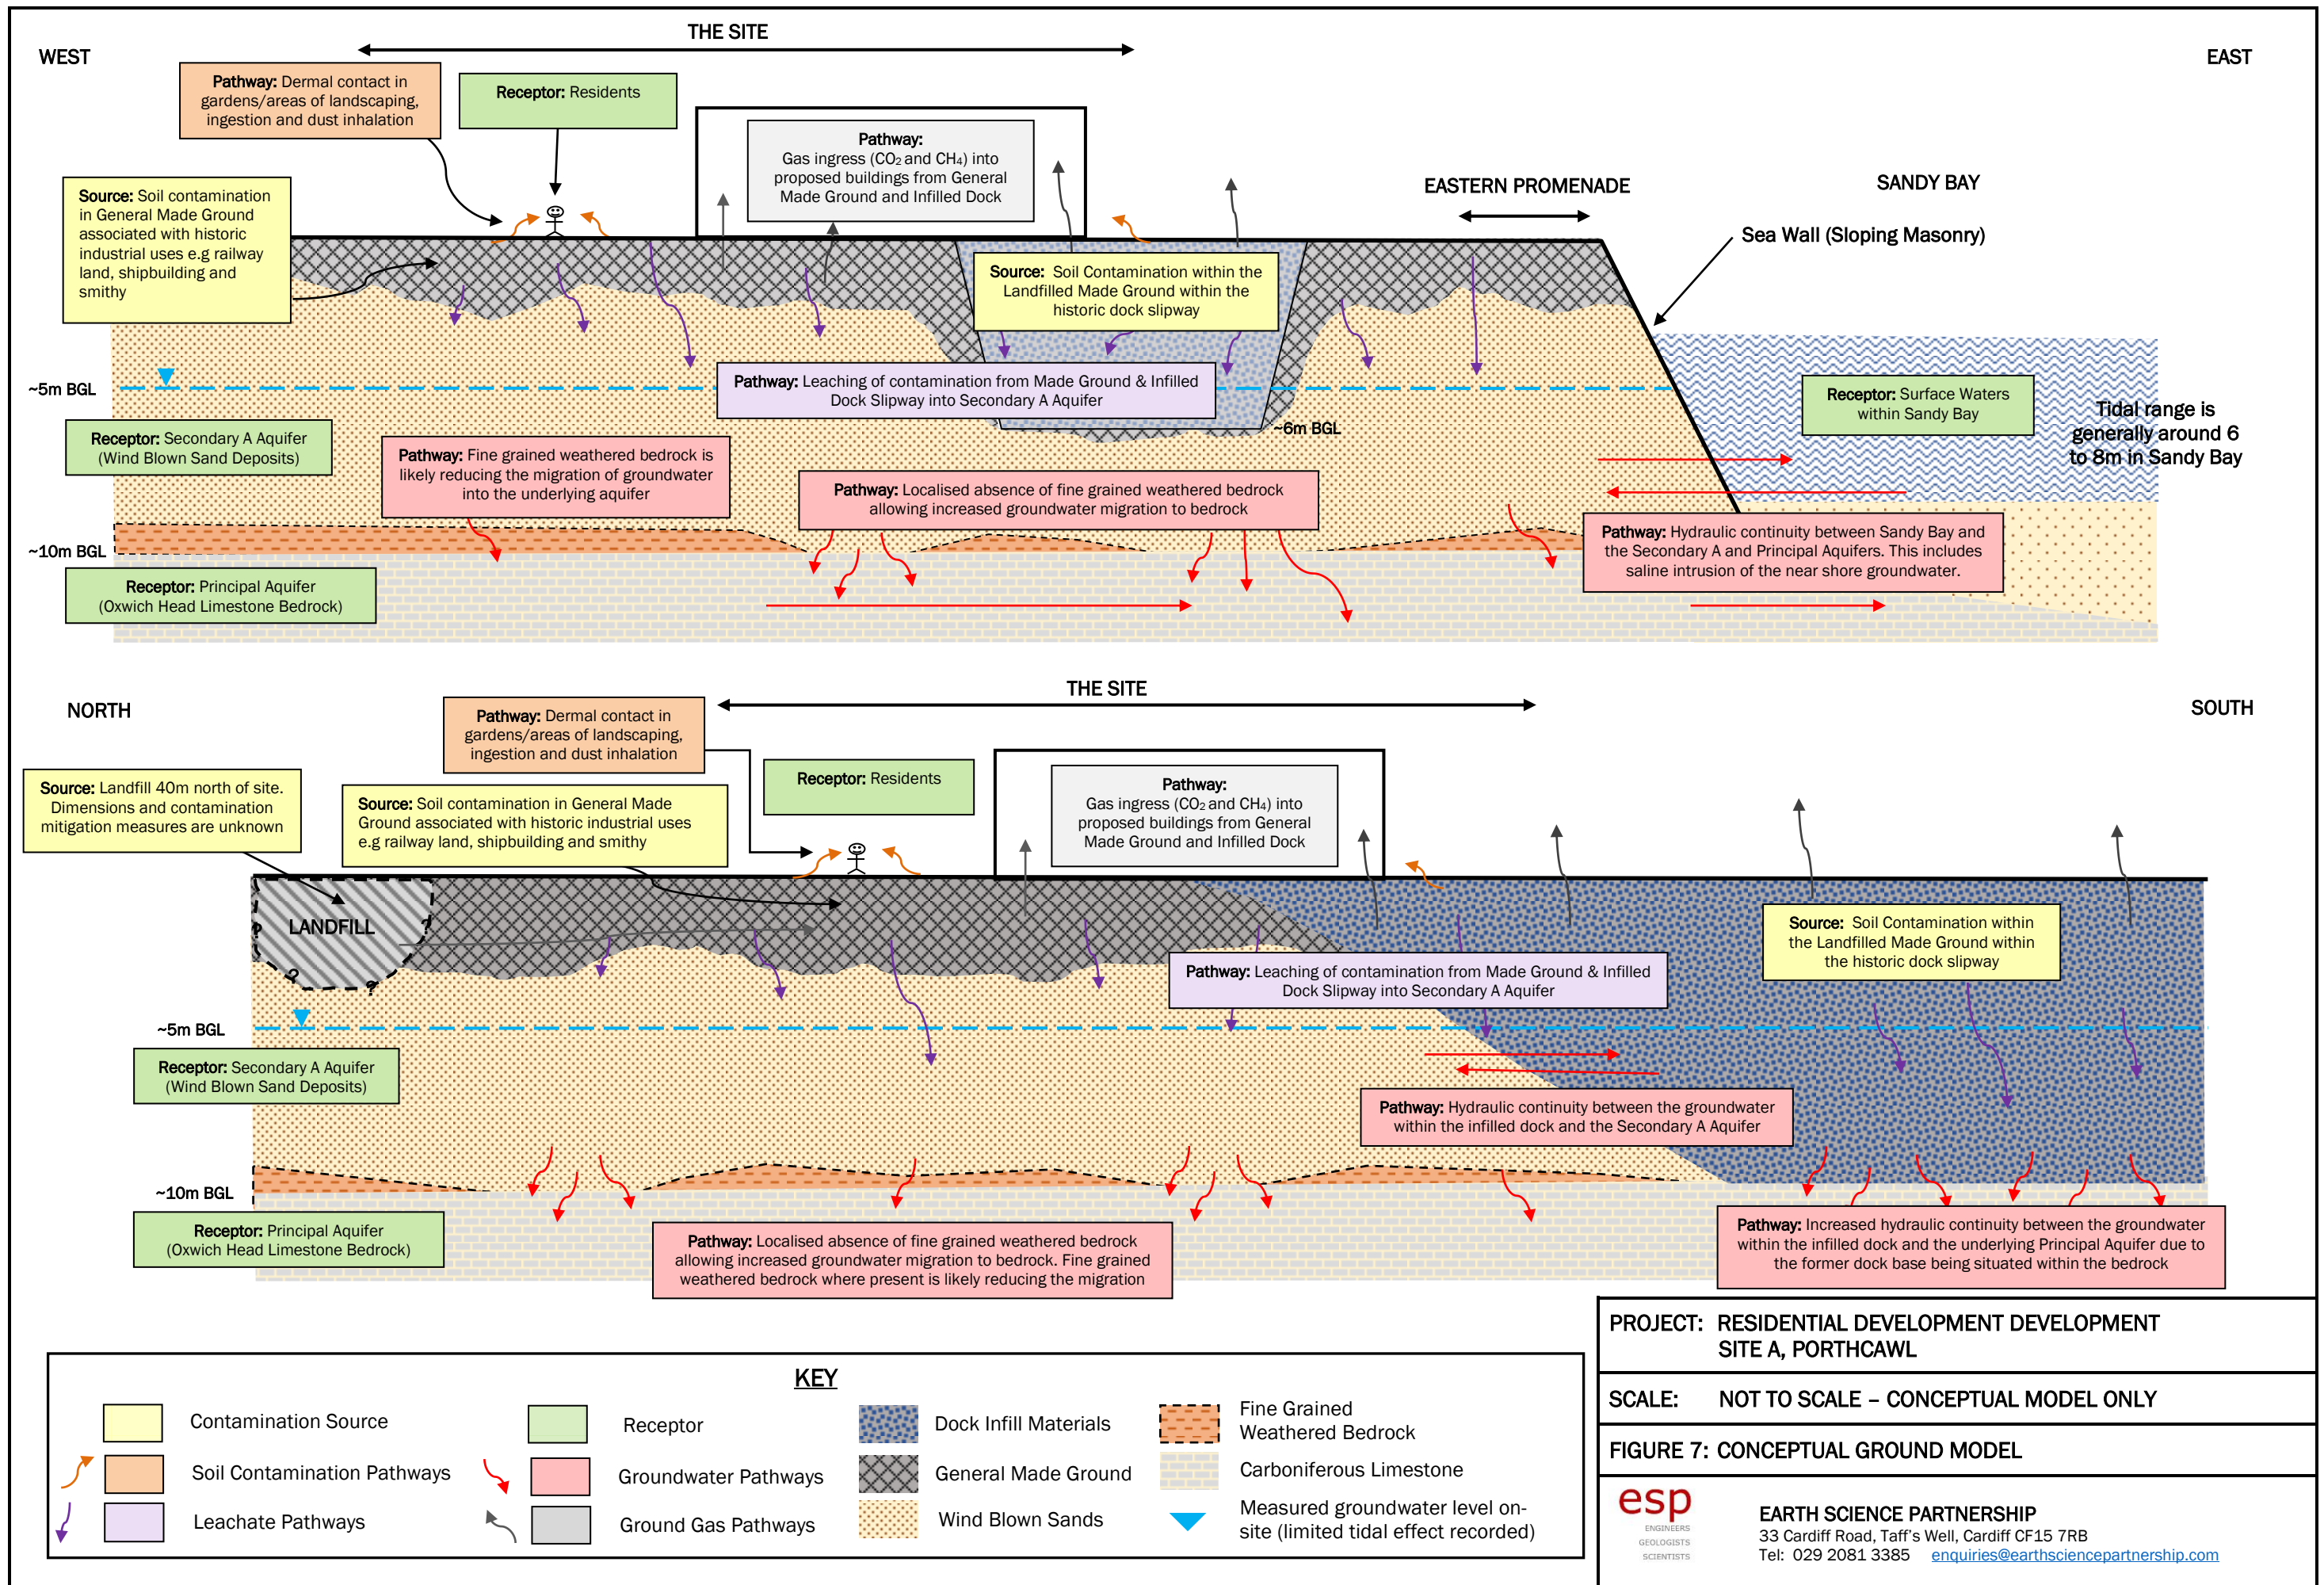 THE SITE
WEST
EAST
Pathway: Dermal contact in
gardens/areas of landscaping,
ingestion and dust inhalation
Receptor: Residents
Pathway:
Gas ingress (CO₂ and CH₄) into
proposed buildings from General
Made Ground and Infilled Dock
Source: Soil contamination
in General Made Ground
associated with historic
industrial uses e.g railway
land, shipbuilding and
smithy
EASTERN PROMENADE
SANDY BAY
Sea Wall (Sloping Masonry)
Source: Soil Contamination within the
Landfilled Made Ground within the
historic dock slipway
~5m BGL
Pathway: Leaching of contamination from Made Ground & Infilled
Dock Slipway into Secondary A Aquifer
Receptor: Surface Waters
within Sandy Bay
Tidal range is
generally around 6
to 8m in Sandy Bay
~6m BGL
Receptor: Secondary A Aquifer
(Wind Blown Sand Deposits)
Pathway: Fine grained weathered bedrock is
likely reducing the migration of groundwater
into the underlying aquifer
Pathway: Localised absence of fine grained weathered bedrock
allowing increased groundwater migration to bedrock
Pathway: Hydraulic continuity between Sandy Bay and
the Secondary A and Principal Aquifers. This includes
saline intrusion of the near shore groundwater.
~10m BGL
Receptor: Principal Aquifer
(Oxwich Head Limestone Bedrock)
THE SITE
NORTH
SOUTH
Pathway: Dermal contact in
gardens/areas of landscaping,
ingestion and dust inhalation
Receptor: Residents
Pathway:
Gas ingress (CO₂ and CH₄) into
proposed buildings from General
Made Ground and Infilled Dock
Source: Landfill 40m north of site.
Dimensions and contamination
mitigation measures are unknown
Source: Soil contamination in General Made
Ground associated with historic industrial uses
e.g railway land, shipbuilding and smithy
LANDFILL
?
?
?
?
Source: Soil Contamination within
the Landfilled Made Ground within
the historic dock slipway
Pathway: Leaching of contamination from Made Ground & Infilled
Dock Slipway into Secondary A Aquifer
~5m BGL
Receptor: Secondary A Aquifer
(Wind Blown Sand Deposits)
Pathway: Hydraulic continuity between the groundwater
within the infilled dock and the Secondary A Aquifer
~10m BGL
Receptor: Principal Aquifer
(Oxwich Head Limestone Bedrock)
Pathway: Localised absence of fine grained weathered bedrock
allowing increased groundwater migration to bedrock. Fine grained
weathered bedrock where present is likely reducing the migration
Pathway: Increased hydraulic continuity between the groundwater
within the infilled dock and the underlying Principal Aquifer due to
the former dock base being situated within the bedrock
KEY
Contamination Source
Soil Contamination Pathways
Leachate Pathways
Receptor
Groundwater Pathways
Ground Gas Pathways
Dock Infill Materials
General Made Ground
Wind Blown Sands
Fine Grained
Weathered Bedrock
Carboniferous Limestone
Measured groundwater level on-
site (limited tidal effect recorded)
PROJECT: RESIDENTIAL DEVELOPMENT DEVELOPMENT
SITE A, PORTHCAWL
SCALE: NOT TO SCALE – CONCEPTUAL MODEL ONLY
FIGURE 7: CONCEPTUAL GROUND MODEL
esp
ENGINEERS
GEOLOGISTS
SCIENTISTS
EARTH SCIENCE PARTNERSHIP
33 Cardiff Road, Taff's Well, Cardiff CF15 7RB
Tel: 029 2081 3385 enquiries@earthsciencepartnership.com